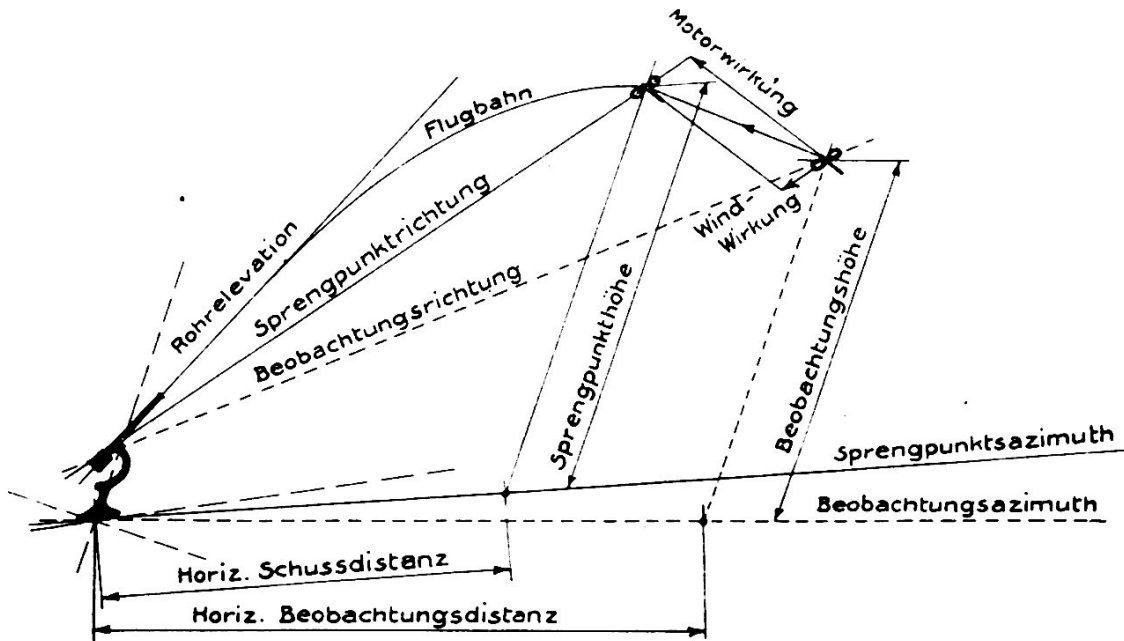 Motorwirkung
Flugbahn
Rohrelevation
Sprengpunktrichtung
Beobachtungsrichtung
Wind-
Wirkung
Sprengpunkthöhe
Beobachtungshöhe
Sprengpunktsazimuth
Beobachtungsazimuth
Horiz. Schussdistanz
Horiz. Beobachtungsdistanz